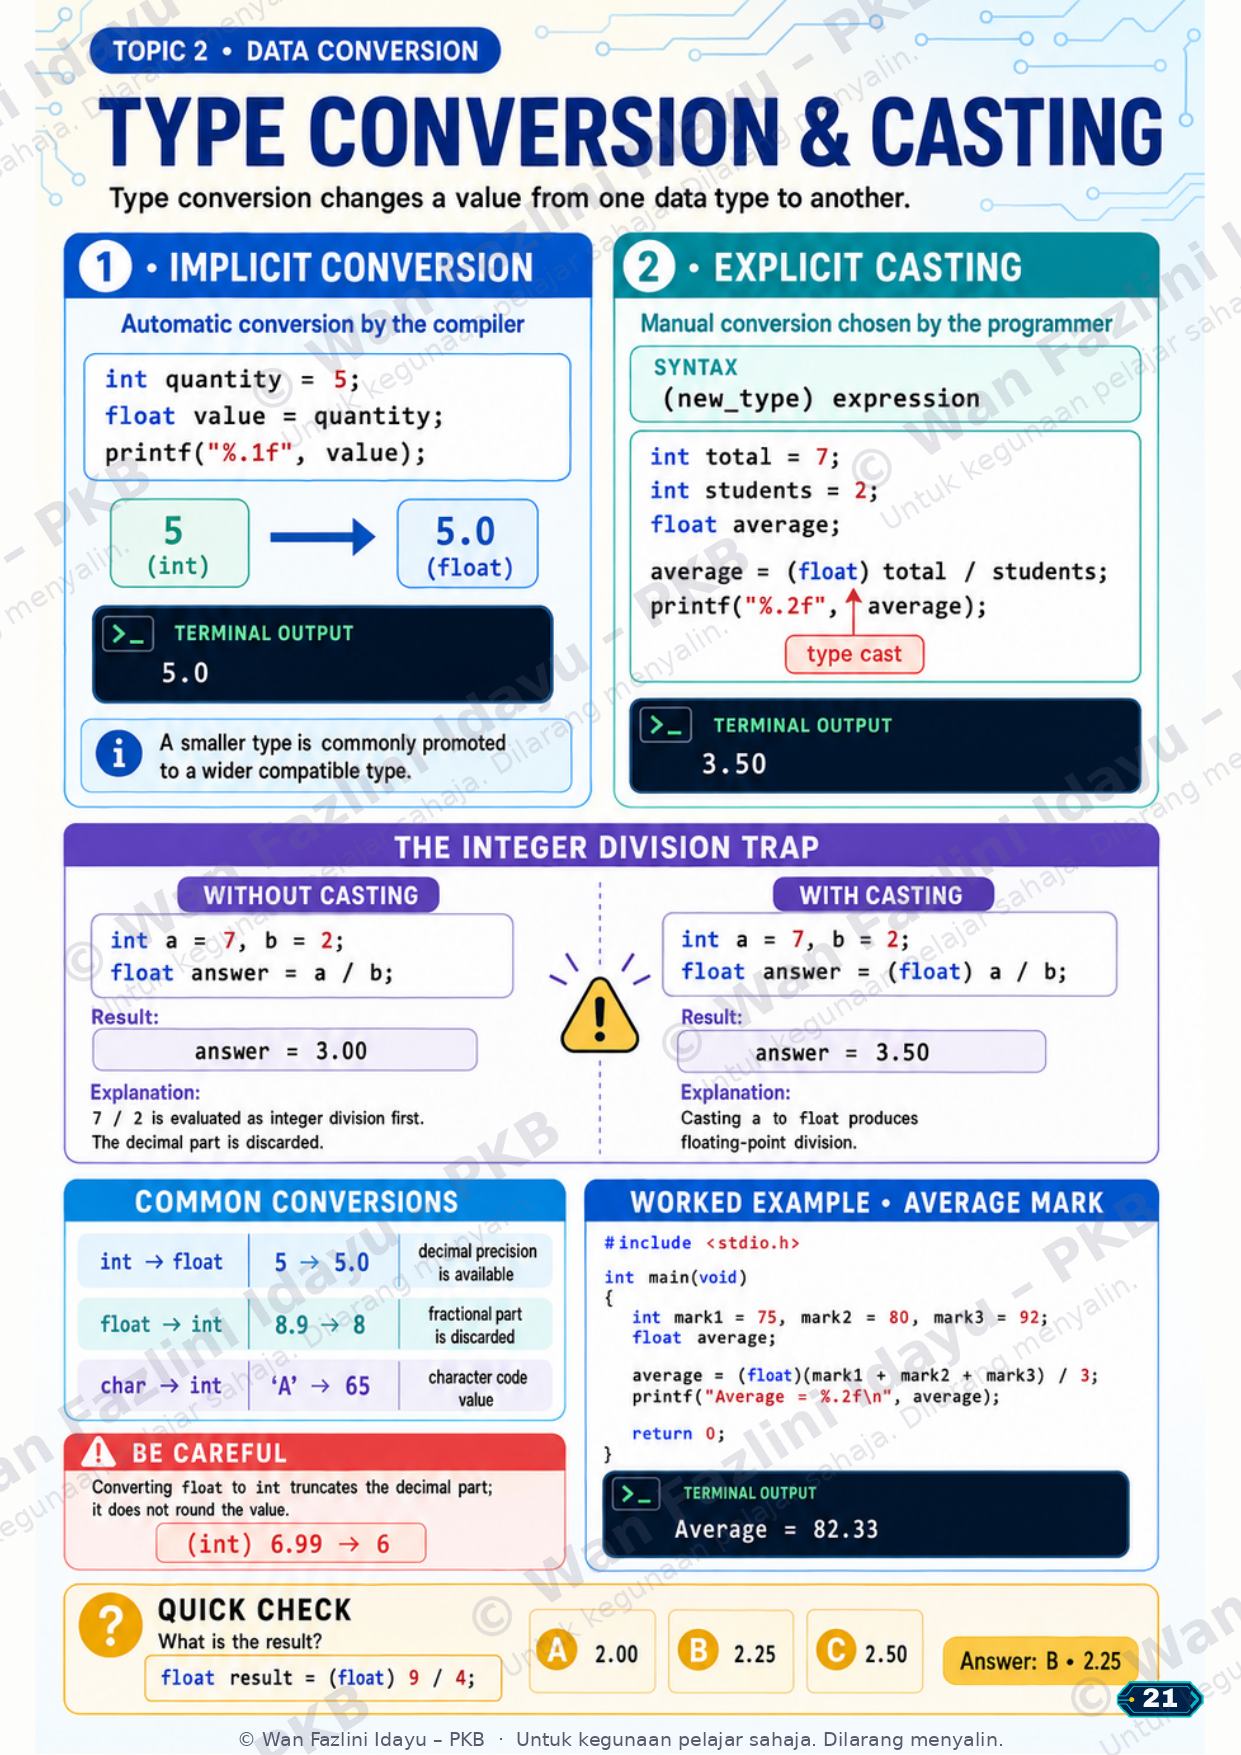 TOPIC 2 • DATA CONVERSION
TYPE CONVERSION & CASTING
Type conversion changes a value from one data type to another.
1 • IMPLICIT CONVERSION
Automatic conversion by the compiler
int quantity = 5;
float value = quantity;
printf("%.1f", value);
5
(int)
5.0
(float)
>_ TERMINAL OUTPUT
5.0
i
A smaller type is commonly promoted
to a wider compatible type.
2 • EXPLICIT CASTING
Manual conversion chosen by the programmer
SYNTAX
(new_type) expression
int total = 7;
int students = 2;
float average;
average = (float) total / students;
printf("%.2f", average);
type cast
>_ TERMINAL OUTPUT
3.50
THE INTEGER DIVISION TRAP
WITHOUT CASTING
int a = 7, b = 2;
float answer = a / b;
Result:
answer = 3.00
Explanation:
7 / 2 is evaluated as integer division first.
The decimal part is discarded.
WITH CASTING
int a = 7, b = 2;
float answer = (float) a / b;
Result:
answer = 3.50
Explanation:
Casting a to float produces
floating-point division.
COMMON CONVERSIONS
int → float 5 → 5.0 decimal precision
is available
float → int 8.9 → 8 fractional part
is discarded
char → int ‘A’ → 65 character code
value
BE CAREFUL
Converting float to int truncates the decimal part;
it does not round the value.
(int) 6.99 → 6
WORKED EXAMPLE • AVERAGE MARK
#include <stdio.h>
int main(void)
{
int mark1 = 75, mark2 = 80, mark3 = 92;
float average;
average = (float)(mark1 + mark2 + mark3) / 3;
printf("Average = %.2f\n", average);
return 0;
}
>_ TERMINAL OUTPUT
Average = 82.33
? QUICK CHECK
What is the result?
float result = (float) 9 / 4;
A 2.00
B 2.25
C 2.50
Answer: B • 2.25
21
© Wan Fazlini Idayu – PKB · Untuk kegunaan pelajar sahaja. Dilarang menyalin.
© Wan Fazlini Idayu – PKB
Untuk kegunaan pelajar sahaja. Dilarang menyalin.